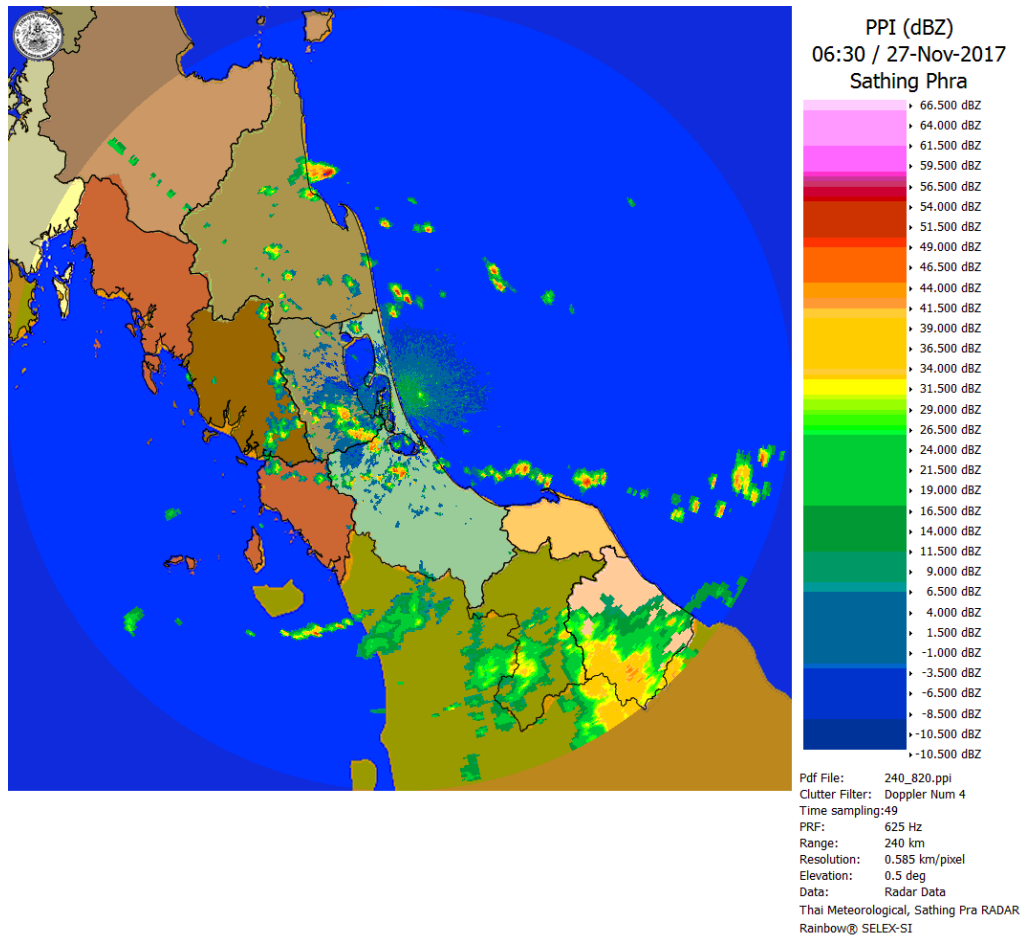 PPI (dBZ)
06:30 / 27-Nov-2017
Sathing Phra
66.500 dBZ
64.000 dBZ
61.500 dBZ
59.500 dBZ
56.500 dBZ
54.000 dBZ
51.500 dBZ
49.000 dBZ
46.500 dBZ
44.000 dBZ
41.500 dBZ
39.000 dBZ
36.500 dBZ
34.000 dBZ
31.500 dBZ
29.000 dBZ
26.500 dBZ
24.000 dBZ
21.500 dBZ
19.000 dBZ
16.500 dBZ
14.000 dBZ
11.500 dBZ
9.000 dBZ
6.500 dBZ
4.000 dBZ
1.500 dBZ
-1.000 dBZ
-3.500 dBZ
-6.500 dBZ
-8.500 dBZ
-10.500 dBZ
-10.500 dBZ
Pdf File: 240_820.ppi
Clutter Filter: Doppler Num 4
Time sampling:49
PRF: 625 Hz
Range: 240 km
Resolution: 0.585 km/pixel
Elevation: 0.5 deg
Data: Radar Data
Thai Meteorological, Sathing Pra RADAR
Rainbow® SELEX-SI